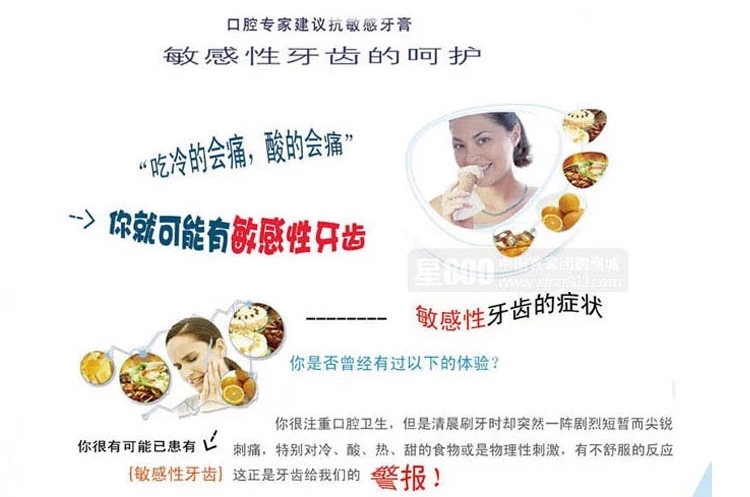 口腔专家建议抗敏感牙膏
敏感性牙齿的呵护
“吃冷的会痛，酸的会痛”
--> 你就可能有敏感性牙齿
星800
敏感性牙齿的症状
你是否曾经有过以下的体验？
你很注重口腔卫生，但是清晨刷牙时却突然一阵剧烈短暂而尖锐
刺痛，特别对冷、酸、热、甜的食物或是物理性刺激，有不舒服的反应
这正是牙齿给我们的 警报！
你很有可能已患有
{敏感性牙齿}